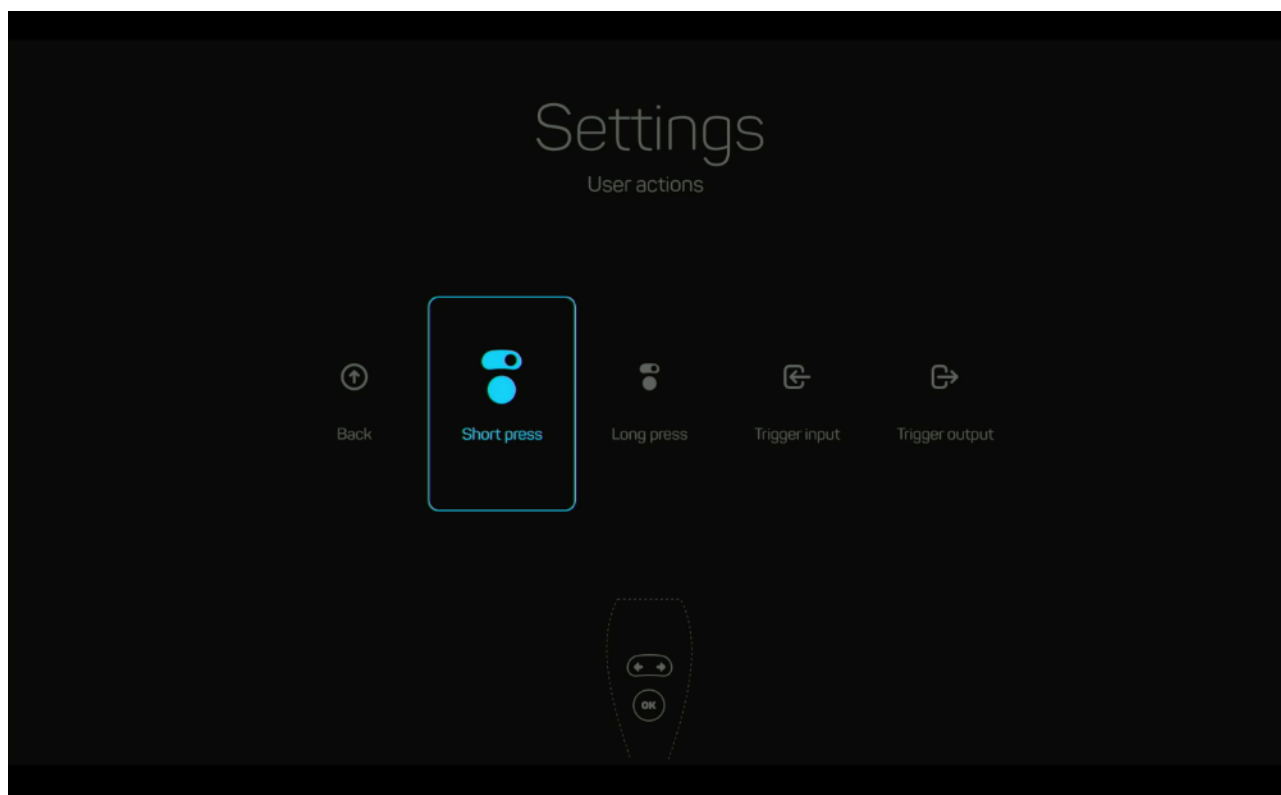 Settings
User actions
Back
Short press
Long press
Trigger input
Trigger output
OK